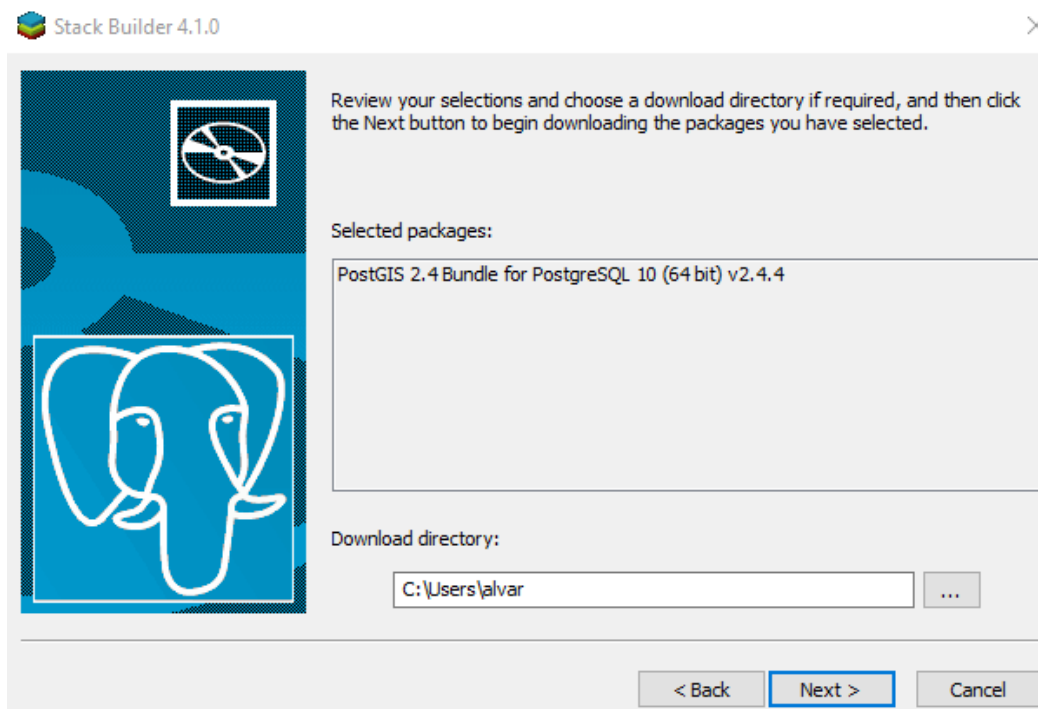 Stack Builder 4.1.0
Review your selections and choose a download directory if required, and then click
the Next button to begin downloading the packages you have selected.
Selected packages:
PostGIS 2.4 Bundle for PostgreSQL 10 (64 bit) v2.4.4
Download directory:
C:\Users\alvar
...
< Back
Next >
Cancel